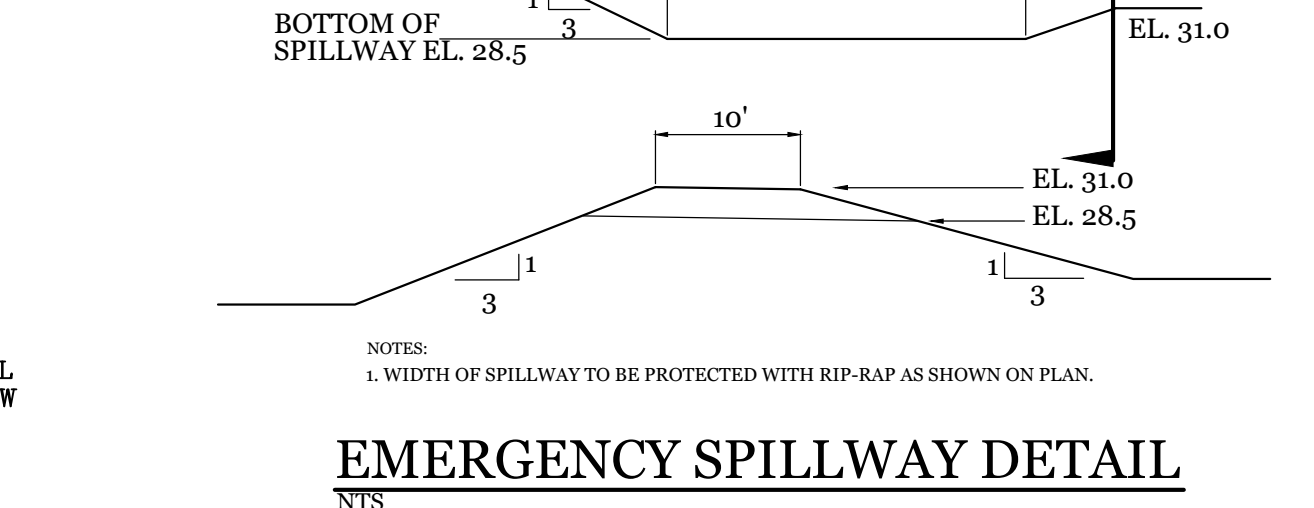 1
3
BOTTOM OF
SPILLWAY EL. 28.5
EL. 31.0
10'
EL. 31.0
EL. 28.5
1
3
1
3
NOTES:
1. WIDTH OF SPILLWAY TO BE PROTECTED WITH RIP-RAP AS SHOWN ON PLAN.
L
W
EMERGENCY SPILLWAY DETAIL
NTS